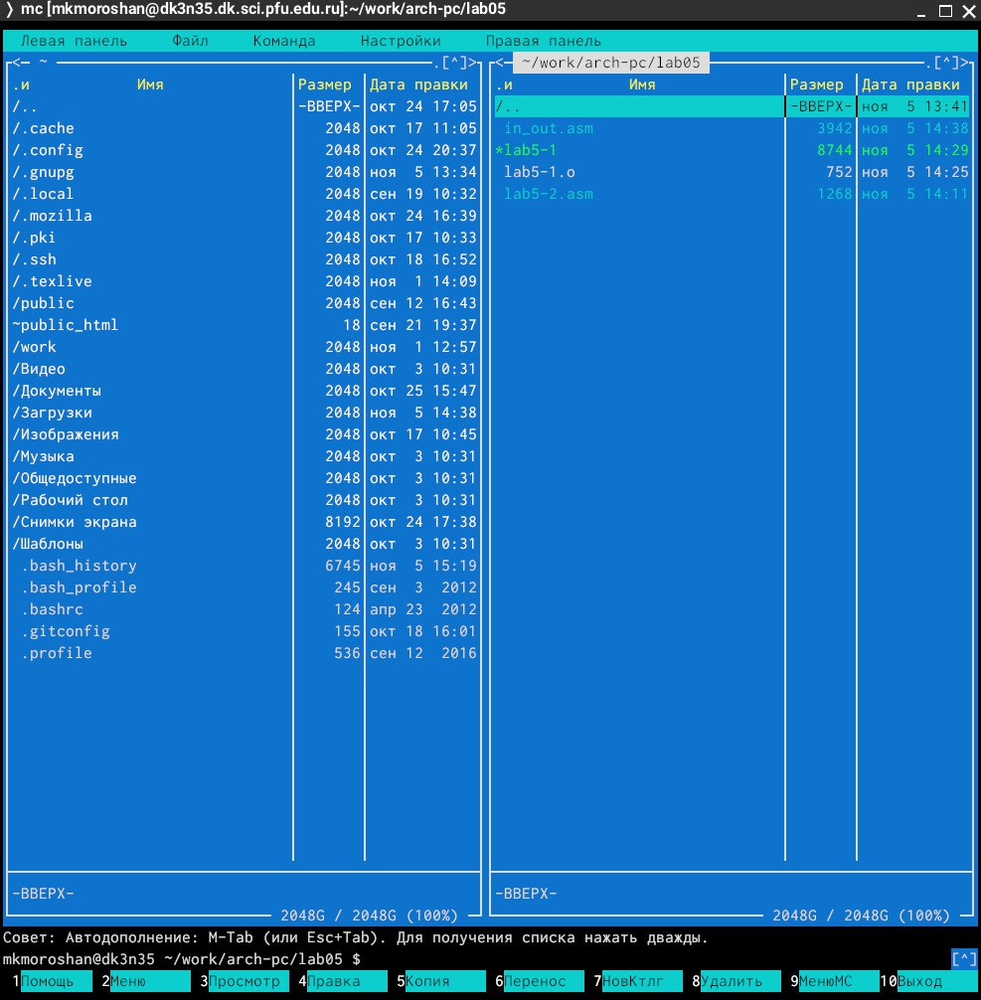 mc [mkmoroshan@dk3n35.dk.sci.pfu.edu.ru]:~/work/arch-pc/lab05
Левая панель Файл Команда Настройки Правая панель
<- ~ .[^]>
.и Имя Размер Дата правки
/.. -ВВЕРХ- окт 24 17:05
/.cache 2048 окт 17 11:05
/.config 2048 окт 24 20:37
/.gnupg 2048 ноя 5 13:34
/.local 2048 сен 19 10:32
/.mozilla 2048 окт 24 16:39
/.pki 2048 окт 17 10:33
/.ssh 2048 окт 18 16:52
/.texlive 2048 ноя 1 14:09
/public 2048 сен 12 16:43
~public_html 18 сен 21 19:37
/work 2048 ноя 1 12:57
/Видео 2048 окт 3 10:31
/Документы 2048 окт 25 15:47
/Загрузки 2048 ноя 5 14:38
/Изображения 2048 окт 17 10:45
/Музыка 2048 окт 3 10:31
/Общедоступные 2048 окт 3 10:31
/Рабочий стол 2048 окт 3 10:31
/Снимки экрана 8192 окт 24 17:38
/Шаблоны 2048 окт 3 10:31
.bash_history 6745 ноя 5 15:19
.bash_profile 245 сен 3 2012
.bashrc 124 апр 23 2012
.gitconfig 155 окт 18 16:01
.profile 536 сен 12 2016
-ВВЕРХ-
2048G / 2048G (100%)
<- ~/work/arch-pc/lab05 .[^]>
.и Имя Размер Дата правки
/.. -ВВЕРХ- ноя 5 13:41
in_out.asm 3942 ноя 5 14:38
*lab5-1 8744 ноя 5 14:29
lab5-1.o 752 ноя 5 14:25
lab5-2.asm 1268 ноя 5 14:11
-ВВЕРХ-
2048G / 2048G (100%)
Совет: Автодополнение: M-Tab (или Esc+Tab). Для получения списка нажать дважды.
mkmoroshan@dk3n35 ~/work/arch-pc/lab05 $ [^]
1Помощь 2Меню 3Просмотр 4Правка 5Копия 6Перенос 7НовКтлг 8Удалить 9МенюMC 10Выход